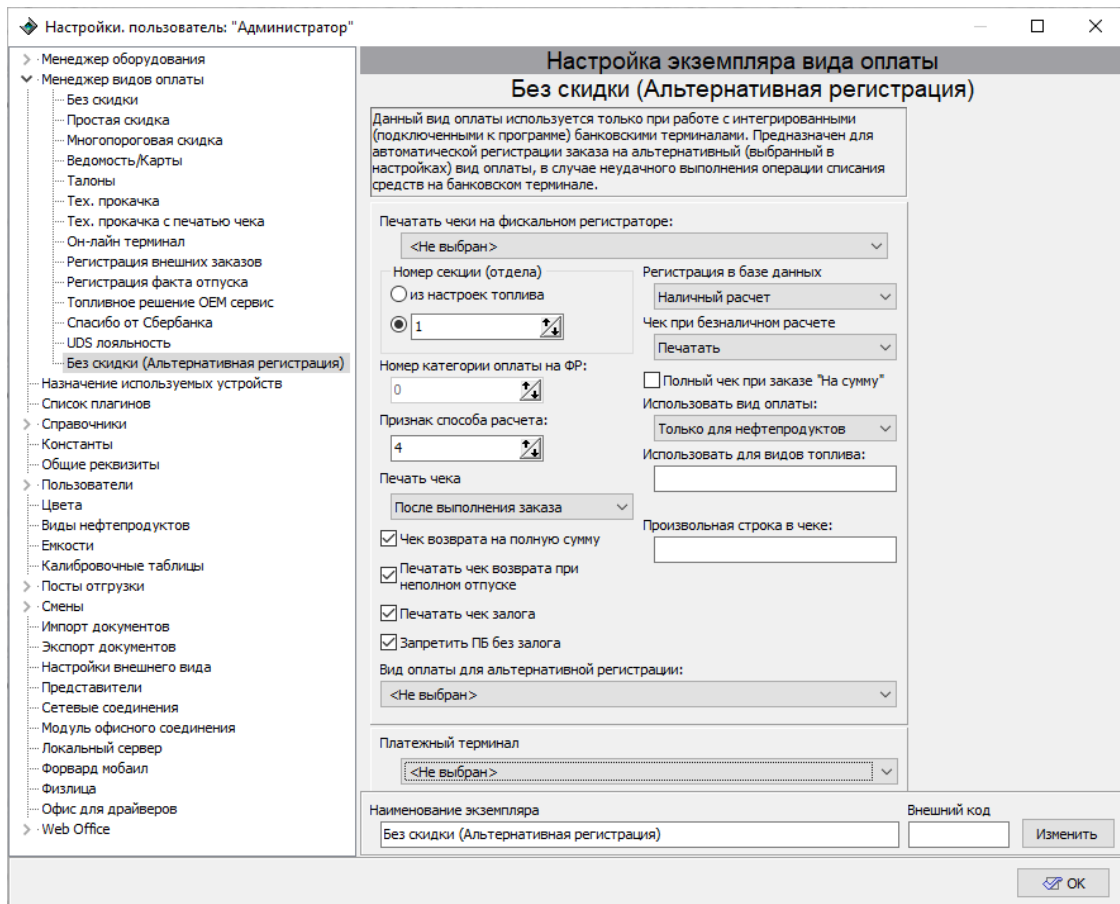 Настройки. пользователь: "Администратор"
Менеджер оборудования
Менеджер видов оплаты
Без скидки
Простая скидка
Многопороговая скидка
Ведомость/Карты
Талоны
Тех. прокачка
Тех. прокачка с печатью чека
Он-лайн терминал
Регистрация внешних заказов
Регистрация факта отпуска
Топливное решение OEM сервис
Спасибо от Сбербанка
UDS лояльность
Без скидки (Альтернативная регистрация)
Назначение используемых устройств
Список плагинов
Справочники
Константы
Общие реквизиты
Пользователи
Цвета
Виды нефтепродуктов
Емкости
Калибровочные таблицы
Посты отгрузки
Смены
Импорт документов
Экспорт документов
Настройки внешнего вида
Представители
Сетевые соединения
Модуль офисного соединения
Локальный сервер
Форвард мобаил
Физлица
Офис для драйверов
Web Office
Настройка экземпляра вида оплаты
Без скидки (Альтернативная регистрация)
Данный вид оплаты используется только при работе с интегрированными
(подключенными к программе) банковскими терминалами. Предназначен для
автоматической регистрации заказа на альтернативный (выбранный в
настройках) вид оплаты, в случае неудачного выполнения операции списания
средств на банковском терминале.
Печатать чеки на фискальном регистраторе:
<Не выбран>
Номер секции (отдела)
из настроек топлива
1
Номер категории оплаты на ФР:
0
Признак способа расчета:
4
Печать чека
После выполнения заказа
Чек возврата на полную сумму
Печатать чек возврата при
неполном отпуске
Печатать чек залога
Запретить ПБ без залога
Регистрация в базе данных
Наличный расчет
Чек при безналичном расчете
Печатать
Полный чек при заказе "На сумму"
Использовать вид оплаты:
Только для нефтепродуктов
Использовать для видов топлива:
Произвольная строка в чеке:
Вид оплаты для альтернативной регистрации:
<Не выбран>
Платежный терминал
<Не выбран>
Наименование экземпляра
Внешний код
Без скидки (Альтернативная регистрация)
Изменить
OK